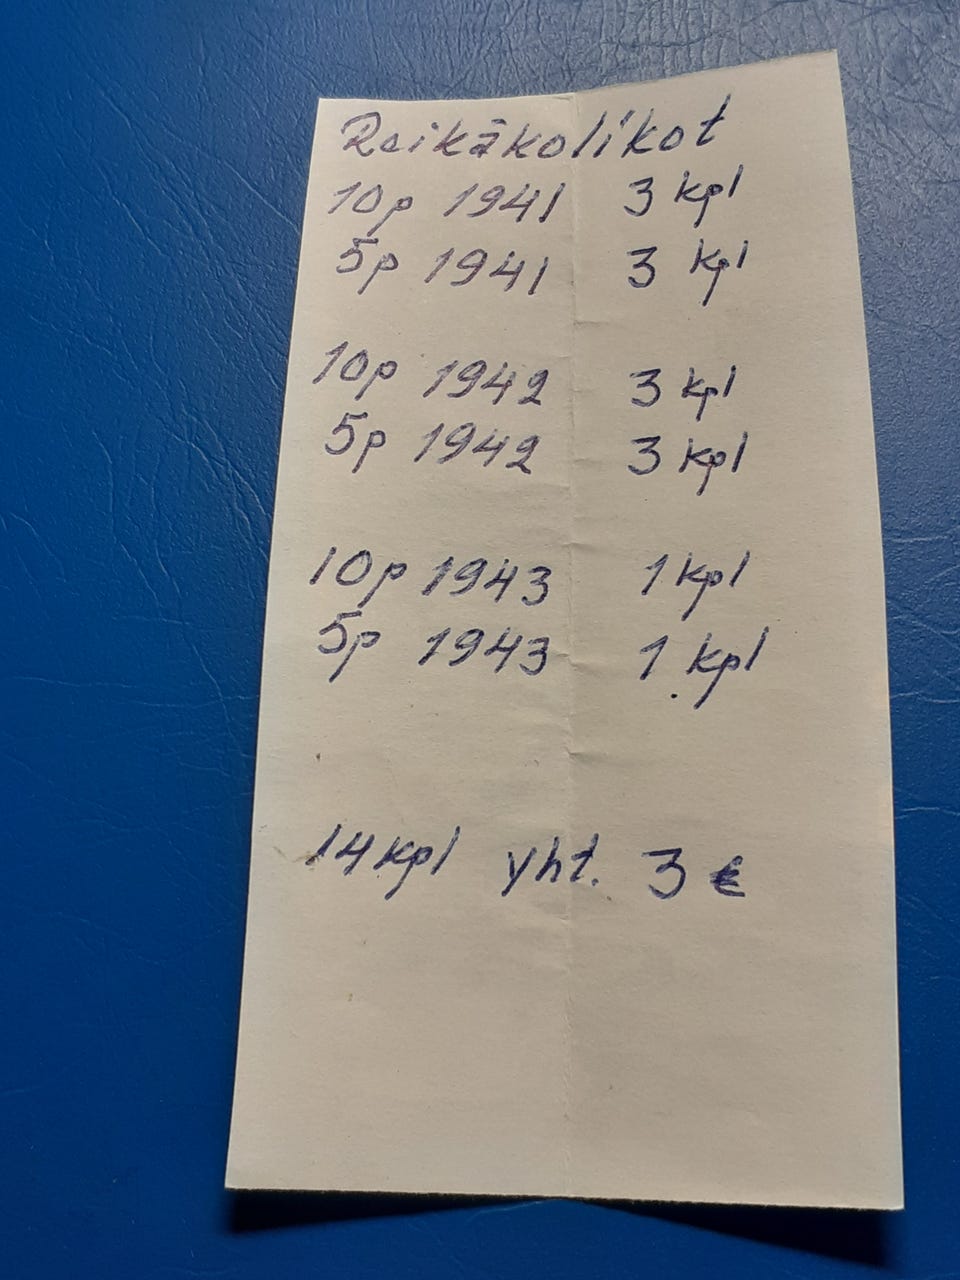 Reikäkolikot
10p 1941 3 kpl
5p 1941 3 kpl
10p 1942 3 kpl
5p 1942 3 kpl
10p 1943 1 kpl
5p 1943 1 kpl
14 kpl yht. 3 €